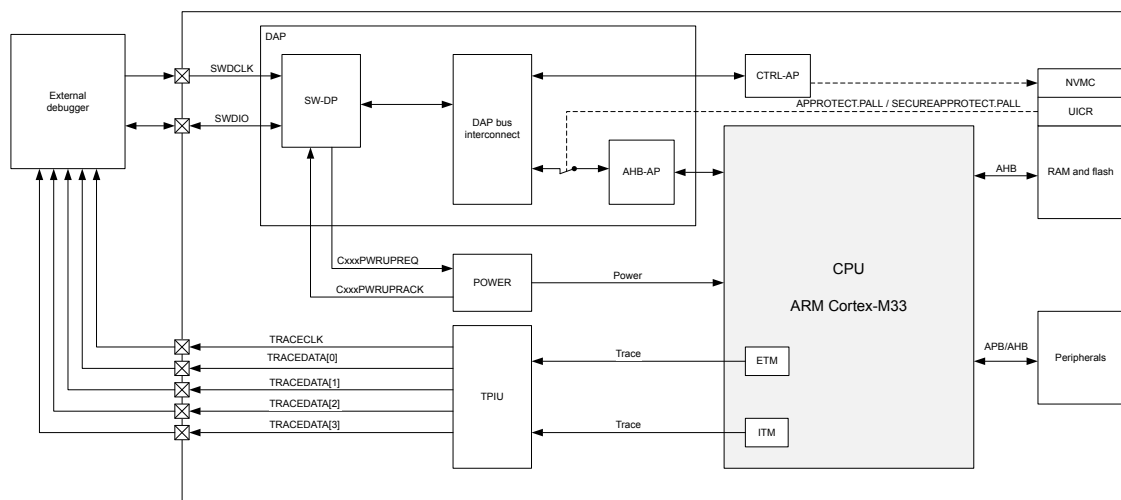 DAP
External
debugger
SWDCLK
SWDIO
SW-DP
DAP bus
interconnect
CTRL-AP
NVMC
APPROTECT.PALL / SECUREAPPROTECT.PALL
UICR
AHB-AP
AHB
RAM and flash
CxxxPWRUPREQ
CxxxPWRUPRACK
POWER
Power
CPU
ARM Cortex-M33
TRACECLK
TRACEDATA[0]
TRACEDATA[1]
TRACEDATA[2]
TRACEDATA[3]
TPIU
Trace
ETM
Trace
ITM
APB/AHB
Peripherals